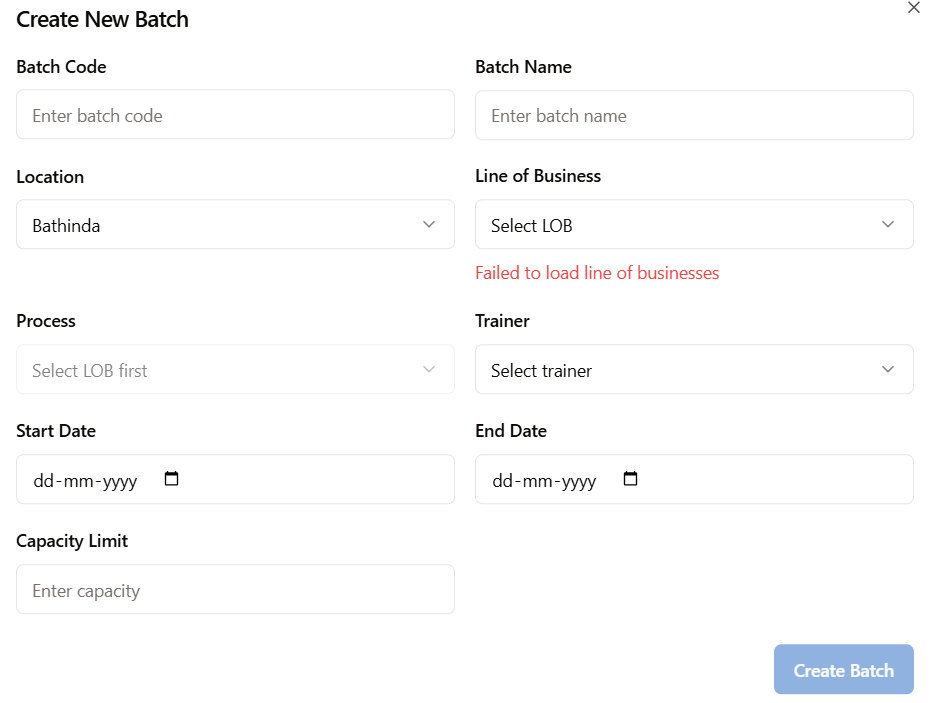 Create New Batch
Batch Code
Batch Name
Enter batch code
Enter batch name
Location
Line of Business
Bathinda
Select LOB
Failed to load line of businesses
Process
Trainer
Select LOB first
Select trainer
Start Date
End Date
dd-mm-yyyy
dd-mm-yyyy
Capacity Limit
Enter capacity
Create Batch